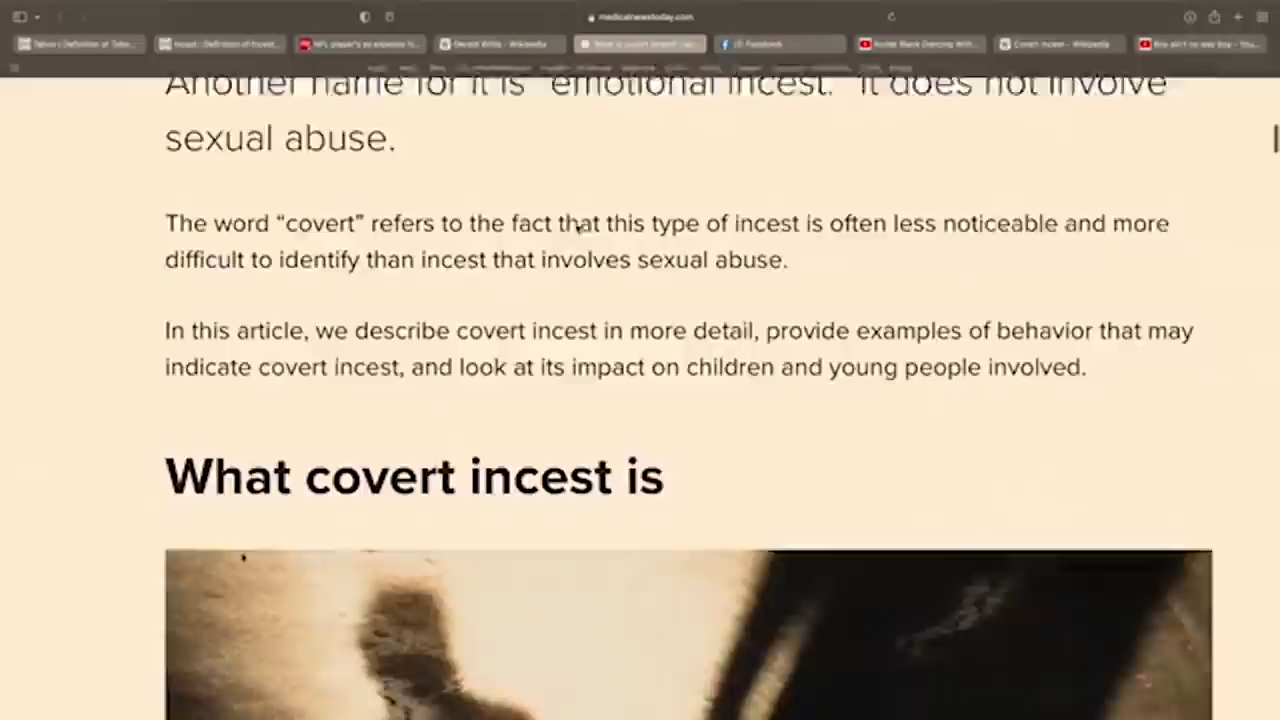 medicalnewstoday.com
Another name for it is "emotional incest." It does not involve
sexual abuse.
The word “covert” refers to the fact that this type of incest is often less noticeable and more
difficult to identify than incest that involves sexual abuse.
In this article, we describe covert incest in more detail, provide examples of behavior that may
indicate covert incest, and look at its impact on children and young people involved.
What covert incest is